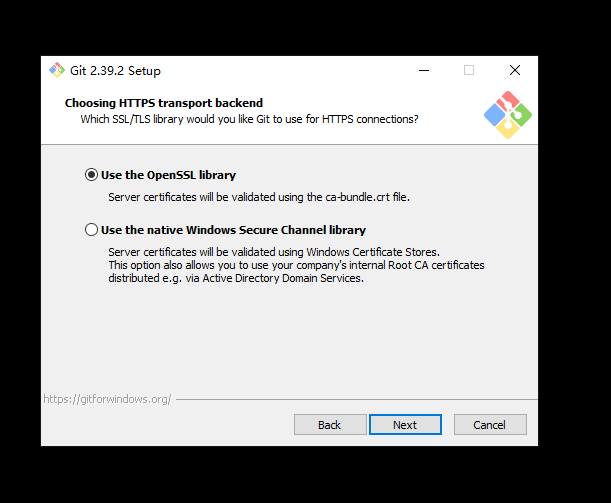 Git 2.39.2 Setup
Choosing HTTPS transport backend
Which SSL/TLS library would you like Git to use for HTTPS connections?
Use the OpenSSL library
Server certificates will be validated using the ca-bundle.crt file.
Use the native Windows Secure Channel library
Server certificates will be validated using Windows Certificate Stores.
This option also allows you to use your company's internal Root CA certificates
distributed e.g. via Active Directory Domain Services.
https://gitforwindows.org/
Back Next Cancel